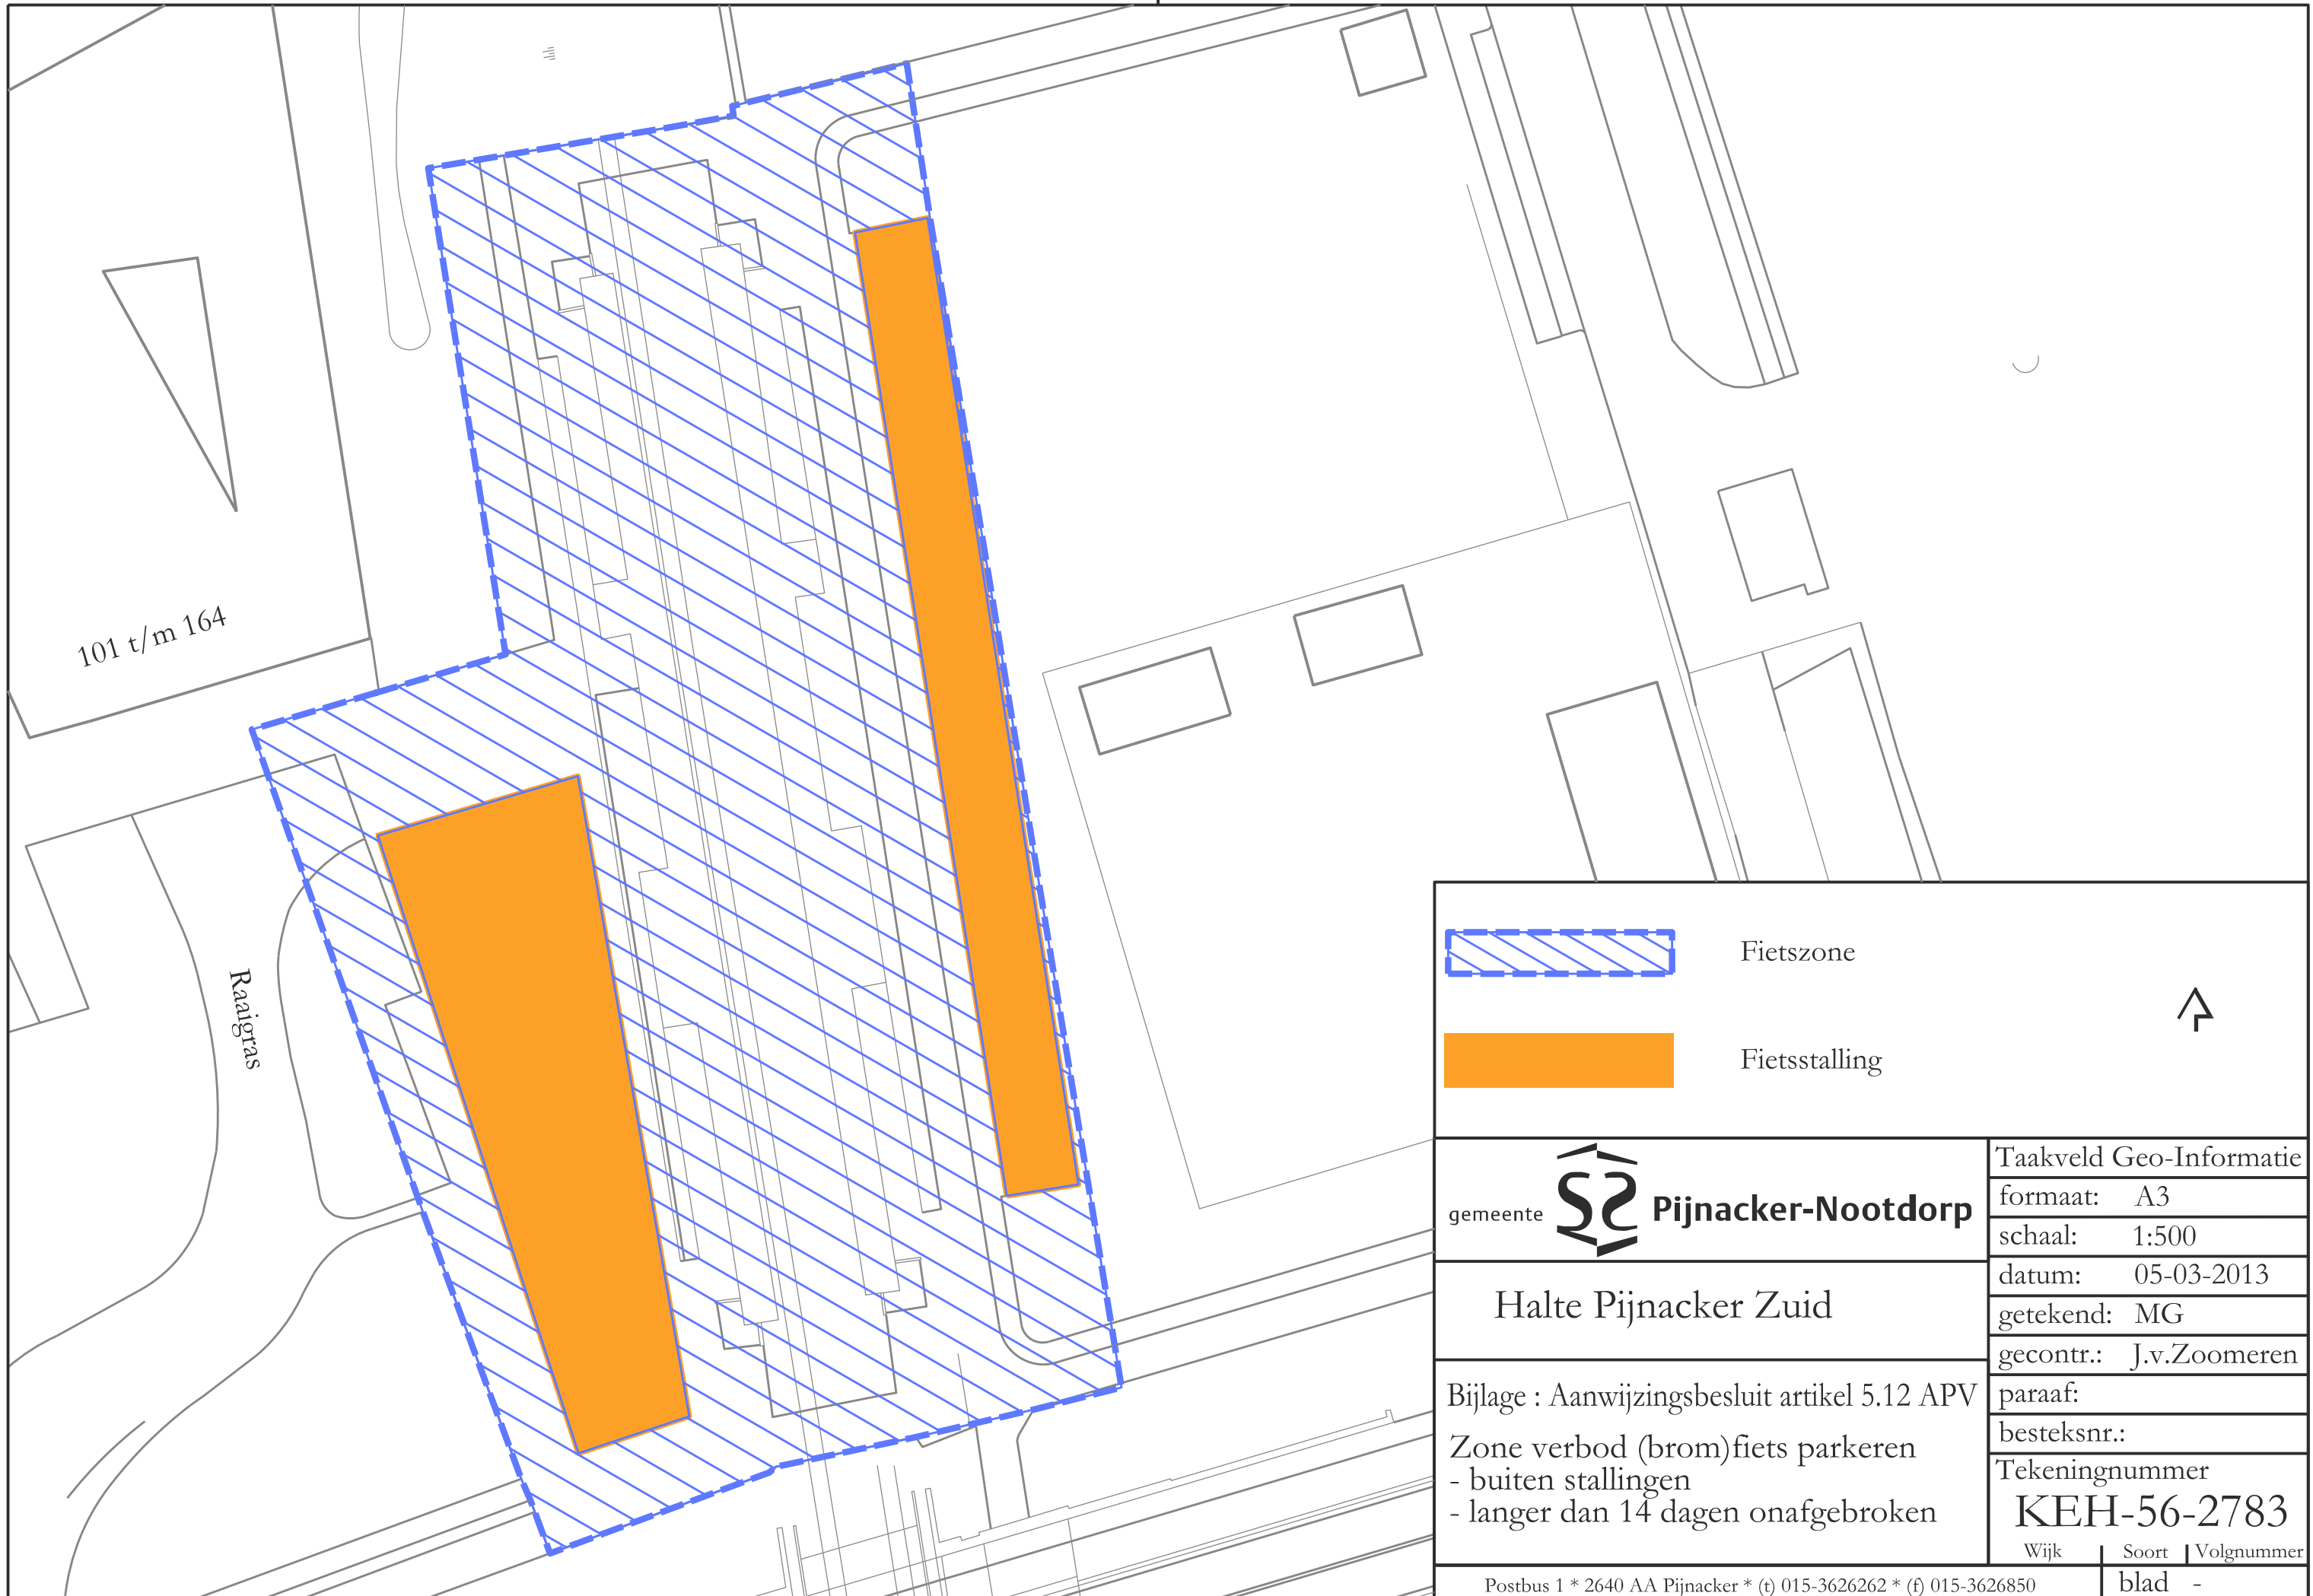 101 t/m 164
Raaigras
Fietszone
Fietsstalling
gemeente Pijnacker-Nootdorp
Halte Pijnacker Zuid
Bijlage : Aanwijzingsbesluit artikel 5.12 APV
Zone verbod (brom)fiets parkeren
- buiten stallingen
- langer dan 14 dagen onafgebroken
Taakveld Geo-Informatie
formaat: A3
schaal: 1:500
datum: 05-03-2013
getekend: MG
gecontr.: J.v.Zoomeren
paraaf:
besteksnr.:
Tekeningnummer
KEH-56-2783
Wijk Soort Volgnummer
blad -
Postbus 1 * 2640 AA Pijnacker * (t) 015-3626262 * (f) 015-3626850